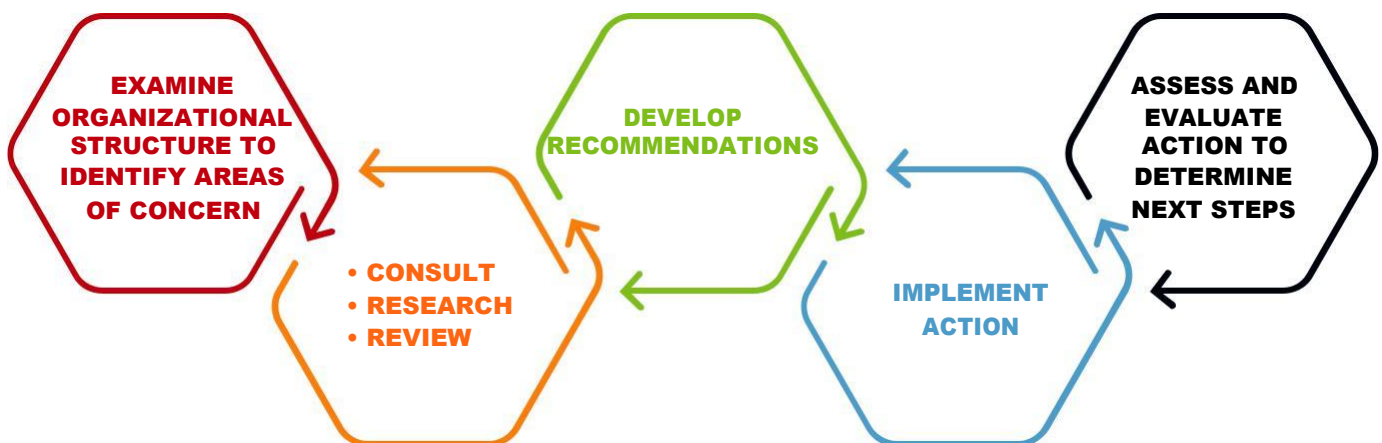 EXAMINE
ORGANIZATIONAL
STRUCTURE TO
IDENTIFY AREAS
OF CONCERN
• CONSULT
• RESEARCH
• REVIEW
DEVELOP
RECOMMENDATIONS
IMPLEMENT
ACTION
ASSESS AND
EVALUATE
ACTION TO
DETERMINE
NEXT STEPS